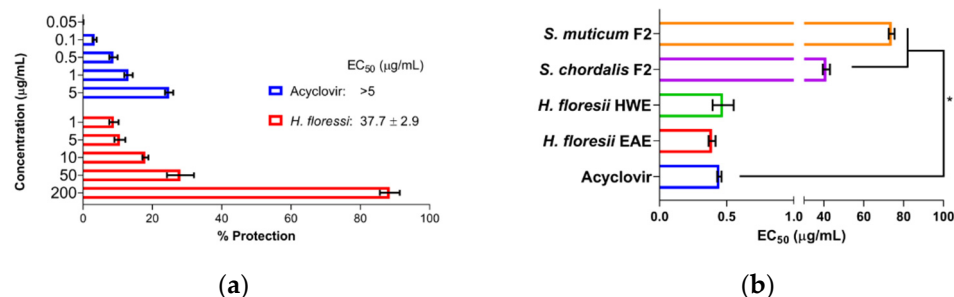 0.05
0.1
0.5
1
5
1
5
10
50
200
Concentration (µg/mL)
EC50 (µg/mL)
Acyclovir: >5
H. floressi: 37.7 ± 2.9
0 20 40 60 80 100
% Protection
(a)
S. muticum F2
S. chordalis F2
H. floresii HWE
H. floresii EAE
Acyclovir
*
0.0 0.5 1.0 40 60 80 100
EC50 (µg/mL)
(b)